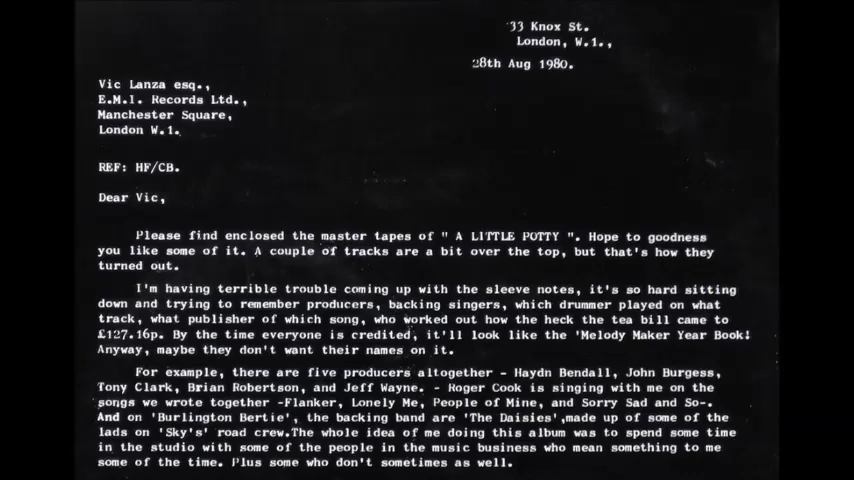 33 Knox St.
London, W.1.,
28th Aug 1980.
Vic Lanza esq.,
E.M.I. Records Ltd.,
Manchester Square,
London W.1.
REF: HF/CB.
Dear Vic,
Please find enclosed the master tapes of " A LITTLE POTTY ". Hope to goodness
you like some of it. A couple of tracks are a bit over the top, but that's how they
turned out.
I'm having terrible trouble coming up with the sleeve notes, it's so hard sitting
down and trying to remember producers, backing singers, which drummer played on what
track, what publisher of which song, who worked out how the heck the tea bill came to
£127.16p. By the time everyone is credited, it'll look like the 'Melody Maker Year Book!
Anyway, maybe they don't want their names on it.
For example, there are five producers altogether - Haydn Bendall, John Burgess,
Tony Clark, Brian Robertson, and Jeff Wayne. - Roger Cook is singing with me on the
songs we wrote together -Flanker, Lonely Me, People of Mine, and Sorry Sad and So-.
And on 'Burlington Bertie', the backing band are 'The Daisies',made up of some of the
lads on 'Sky's' road crew.The whole idea of me doing this album was to spend some time
in the studio with some of the people in the music business who mean something to me
some of the time. Plus some who don't sometimes as well.